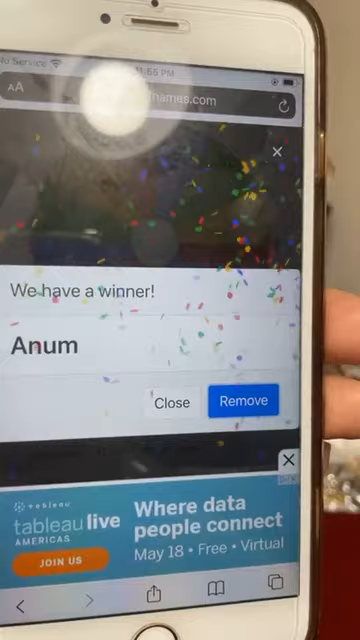 No Service
11:55 PM
AA
names.com
We have a winner!
Anum
Close
Remove
tableau
tableau live
AMERICAS
JOIN US
Where data
people connect
May 18 • Free • Virtual